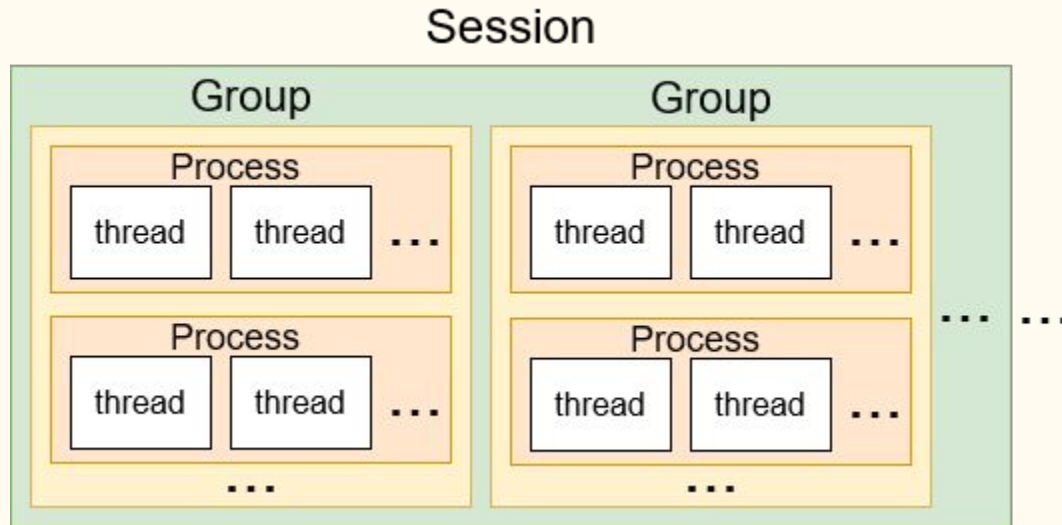 Session
Group
Group
Process
thread
thread
...
Process
thread
thread
...
...
Process
thread
thread
...
Process
thread
thread
...
...
...
...